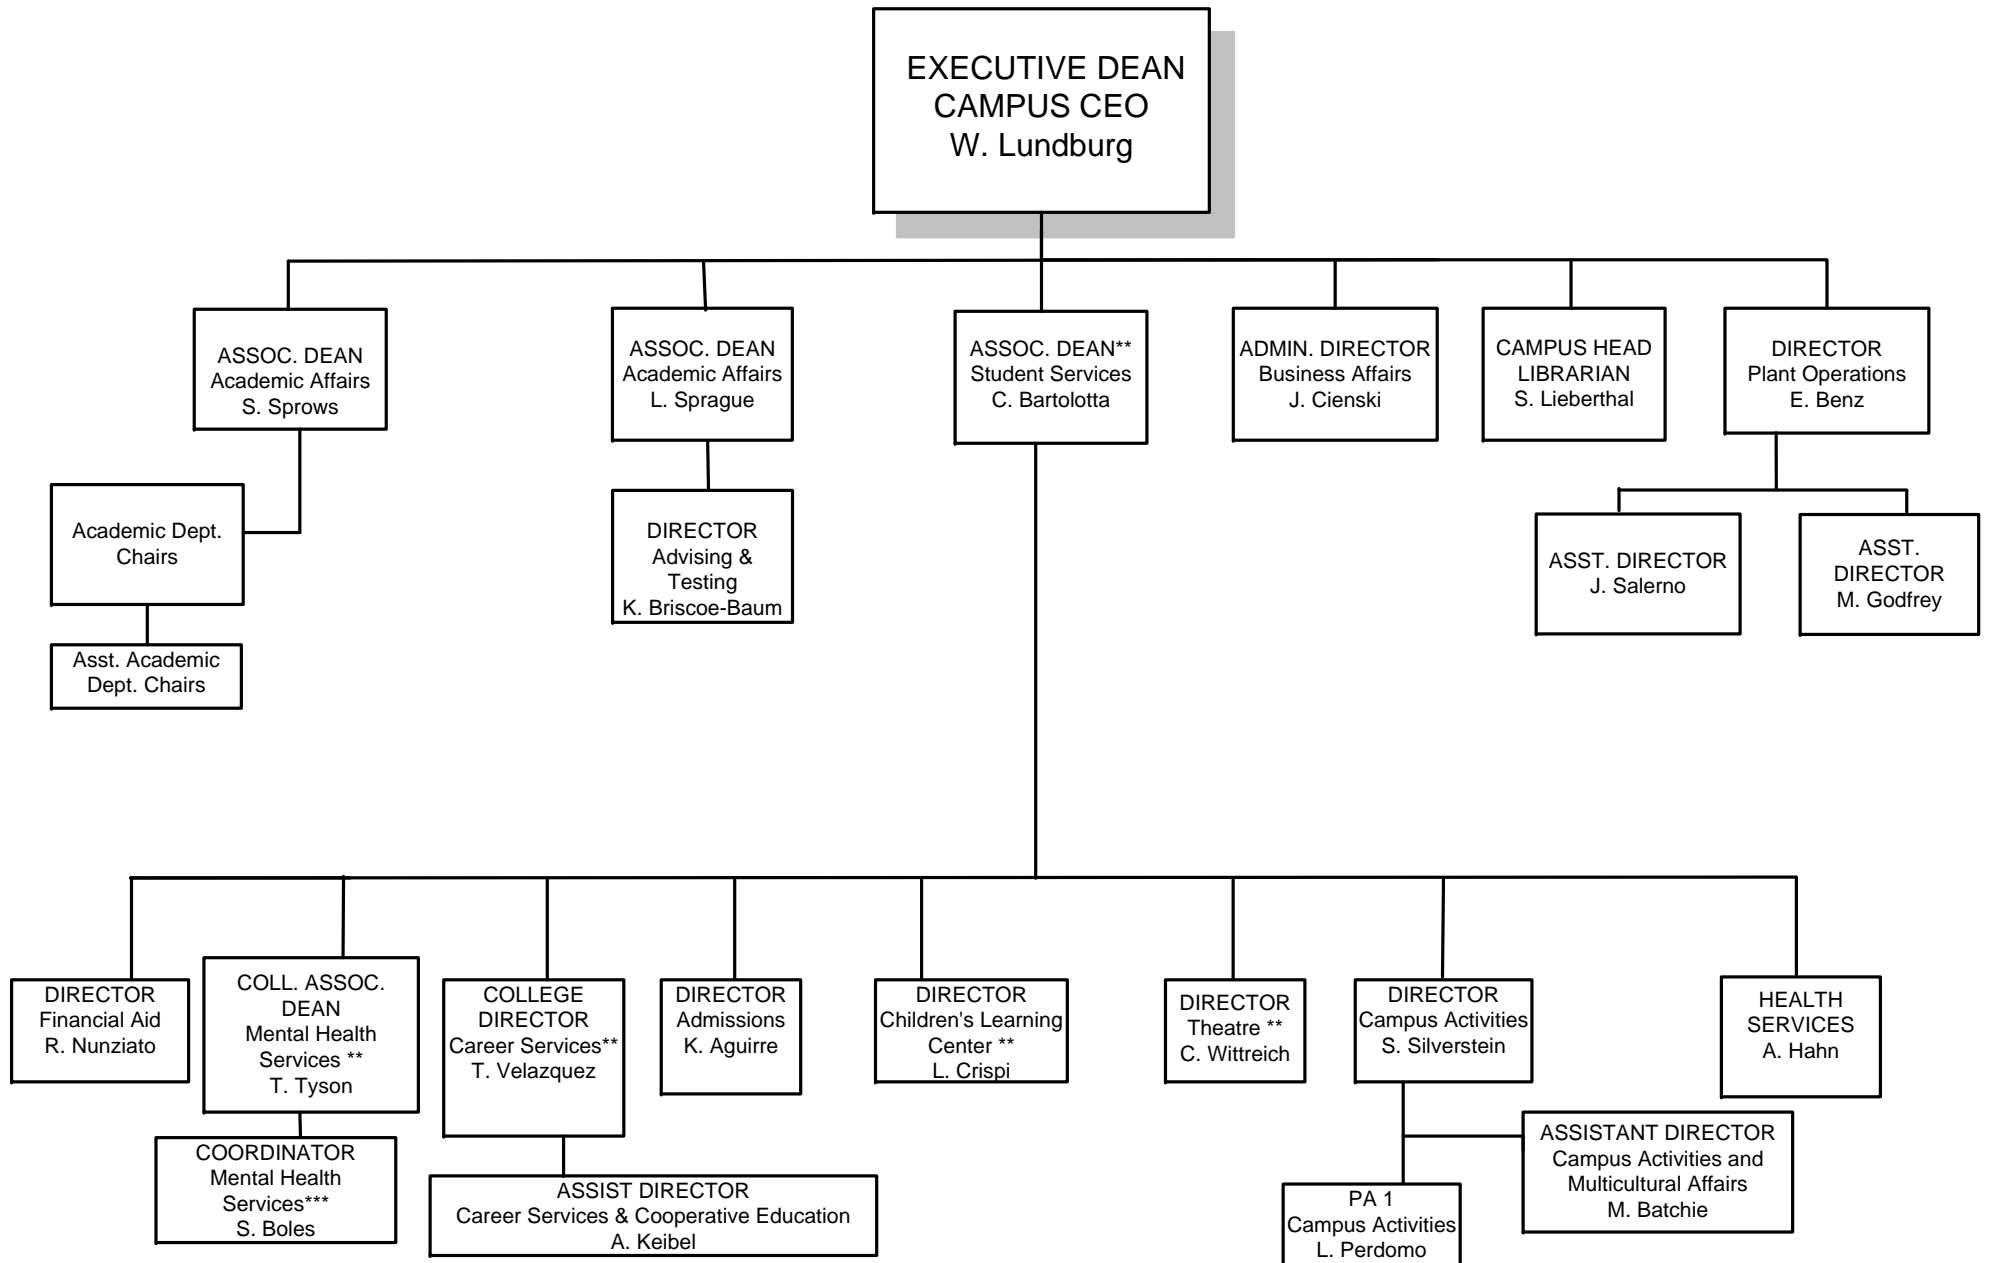 EXECUTIVE DEAN
CAMPUS CEO
W. Lundburg
ASSOC. DEAN
Academic Affairs
S. Sprows
ASSOC. DEAN
Academic Affairs
L. Sprague
ASSOC. DEAN**
Student Services
C. Bartolotta
ADMIN. DIRECTOR
Business Affairs
J. Cienski
CAMPUS HEAD
LIBRARIAN
S. Lieberthal
DIRECTOR
Plant Operations
E. Benz
Academic Dept.
Chairs
Asst. Academic
Dept. Chairs
DIRECTOR
Advising &
Testing
K. Briscoe-Baum
ASST. DIRECTOR
J. Salerno
ASST.
DIRECTOR
M. Godfrey
DIRECTOR
Financial Aid
R. Nunziato
COLL. ASSOC.
DEAN
Mental Health
Services **
T. Tyson
COORDINATOR
Mental Health
Services***
S. Boles
COLLEGE
DIRECTOR
Career Services**
T. Velazquez
ASSIST DIRECTOR
Career Services & Cooperative Education
A. Keibel
DIRECTOR
Admissions
K. Aguirre
DIRECTOR
Children's Learning
Center **
L. Crispi
DIRECTOR
Theatre **
C. Wittreich
DIRECTOR
Campus Activities
S. Silverstein
PA 1
Campus Activities
L. Perdomo
ASSISTANT DIRECTOR
Campus Activities and
Multicultural Affairs
M. Batchie
HEALTH
SERVICES
A. Hahn